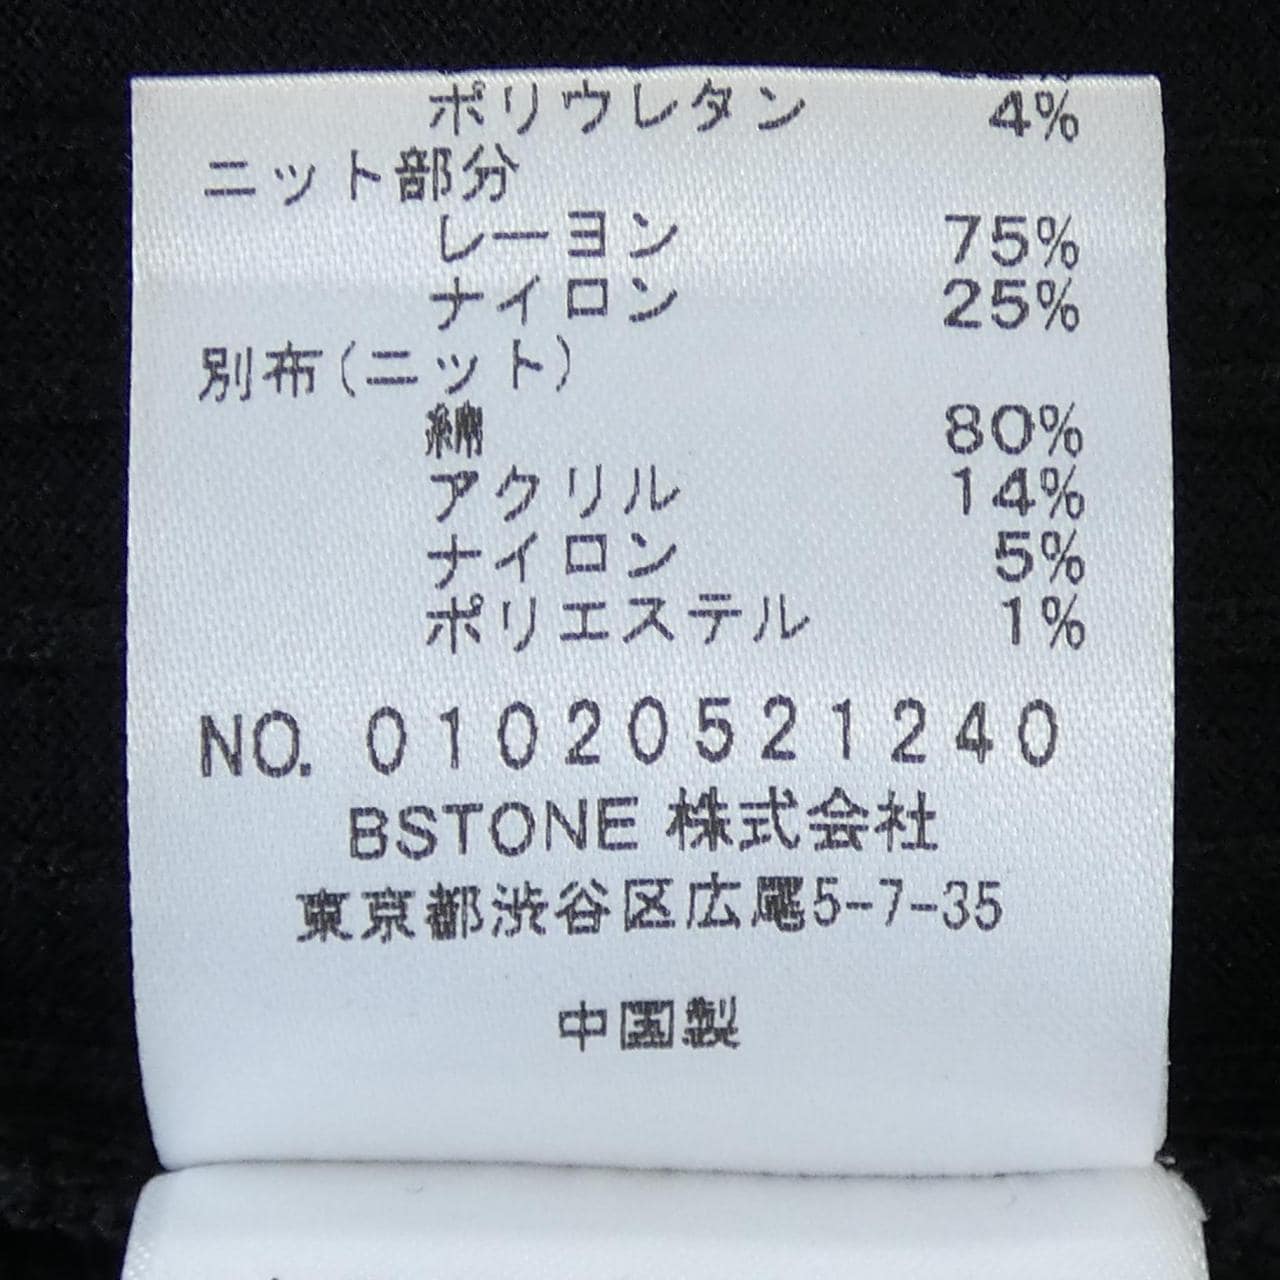 ポリウレタン 4%
ニット部分
レーヨン 75%
ナイロン 25%
別布(ニット)
綿 80%
アクリル 14%
ナイロン 5%
ポリエステル 1%
NO. 01020521240
BSTONE 株式会社
東京都渋谷区広尾5-7-35
中国製